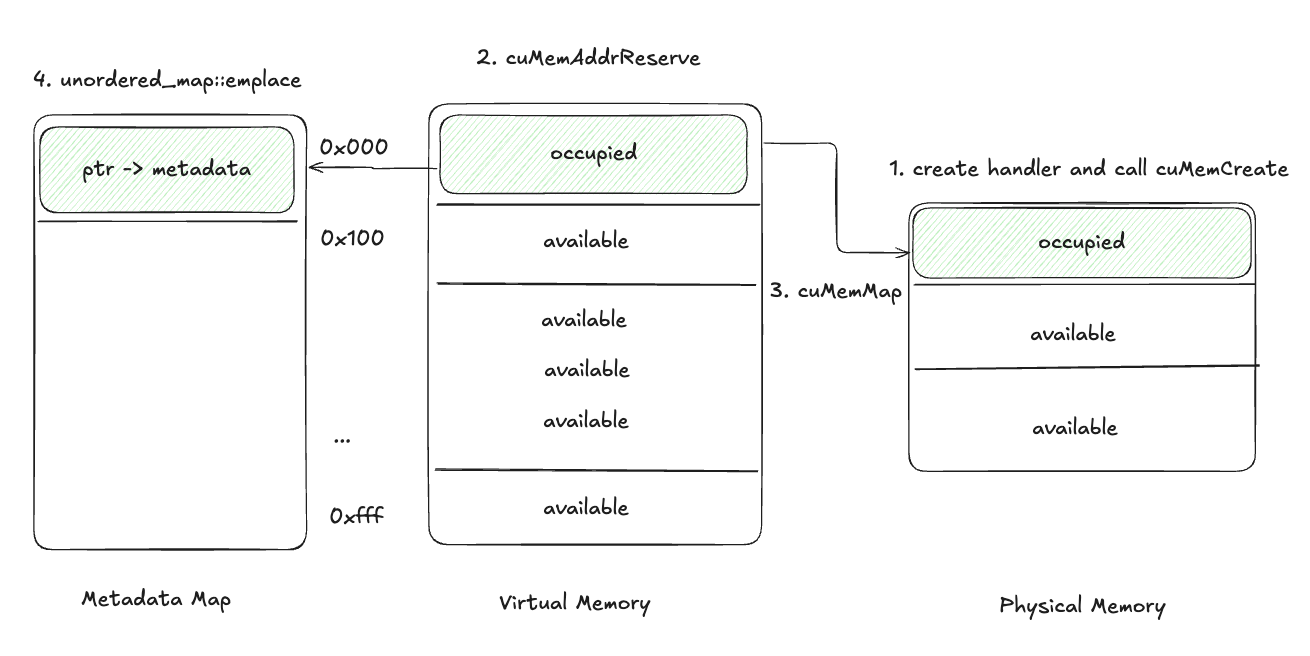 2. cuMemAddrReserve
4. unordered_map::emplace
ptr -> metadata
0x000
0x100
...
0xfff
occupied
available
available
available
available
available
1. create handler and call cuMemCreate
3. cuMemMap
occupied
available
available
Metadata Map
Virtual Memory
Physical Memory